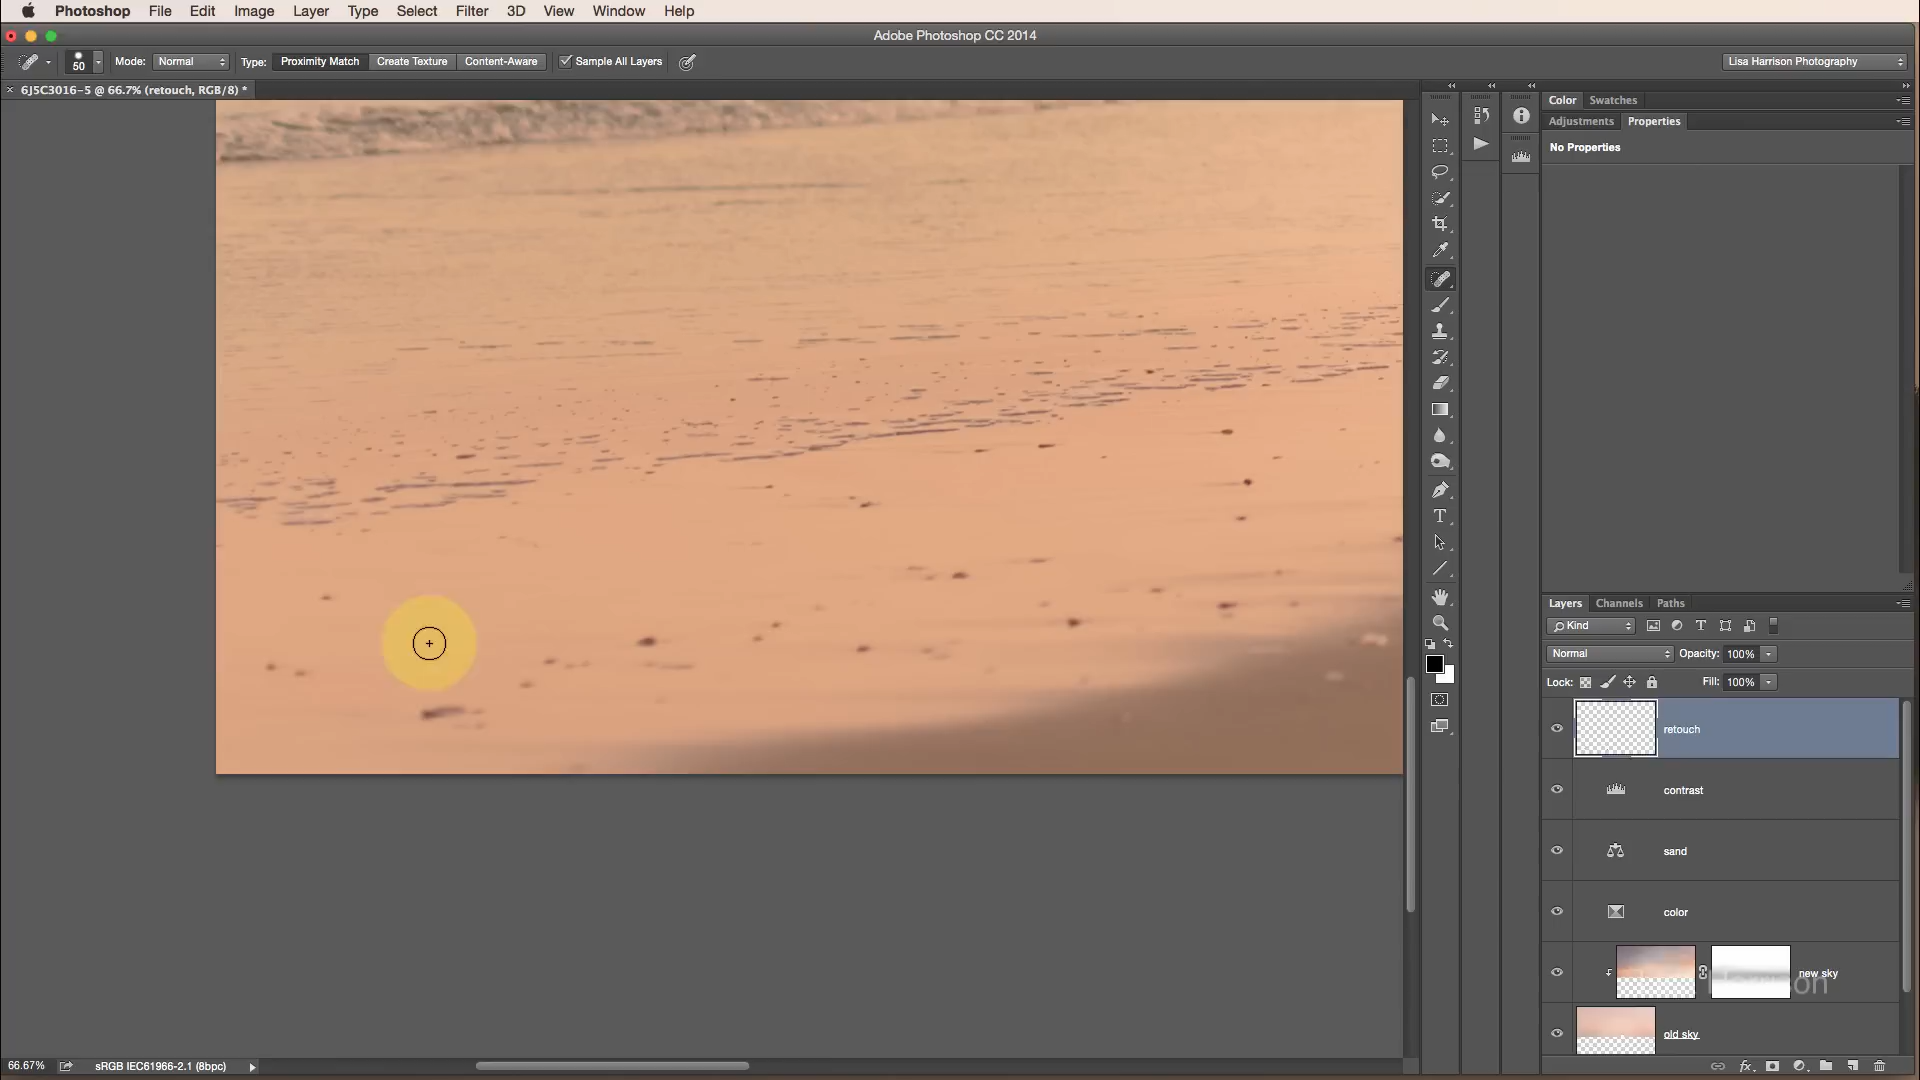 Photoshop File Edit Image Layer Type Select Filter 3D View Window Help
Adobe Photoshop CC 2014
50 Mode: Normal Type: Proximity Match Create Texture Content-Aware Sample All Layers Lisa Harrison Photography
× 6J5C3016-5 @ 66.7% (retouch, RGB/8) *
Color Swatches
Adjustments Properties
No Properties
Layers Channels Paths
Kind
Normal Opacity: 100%
Lock: Fill: 100%
retouch
contrast
sand
color
new sky
old sky
66.67% sRGB IEC61966-2.1 (8bpc)